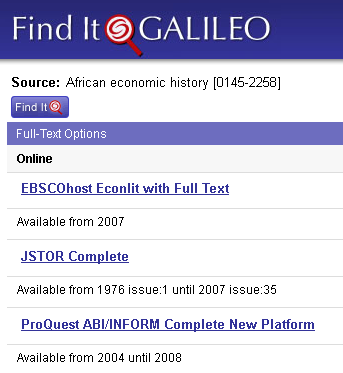 Find It GALILEO
Source: African economic history [0145-2258]
Find It
Full-Text Options
Online
EBSCOhost Econlit with Full Text
Available from 2007
JSTOR Complete
Available from 1976 issue:1 until 2007 issue:35
ProQuest ABI/INFORM Complete New Platform
Available from 2004 until 2008